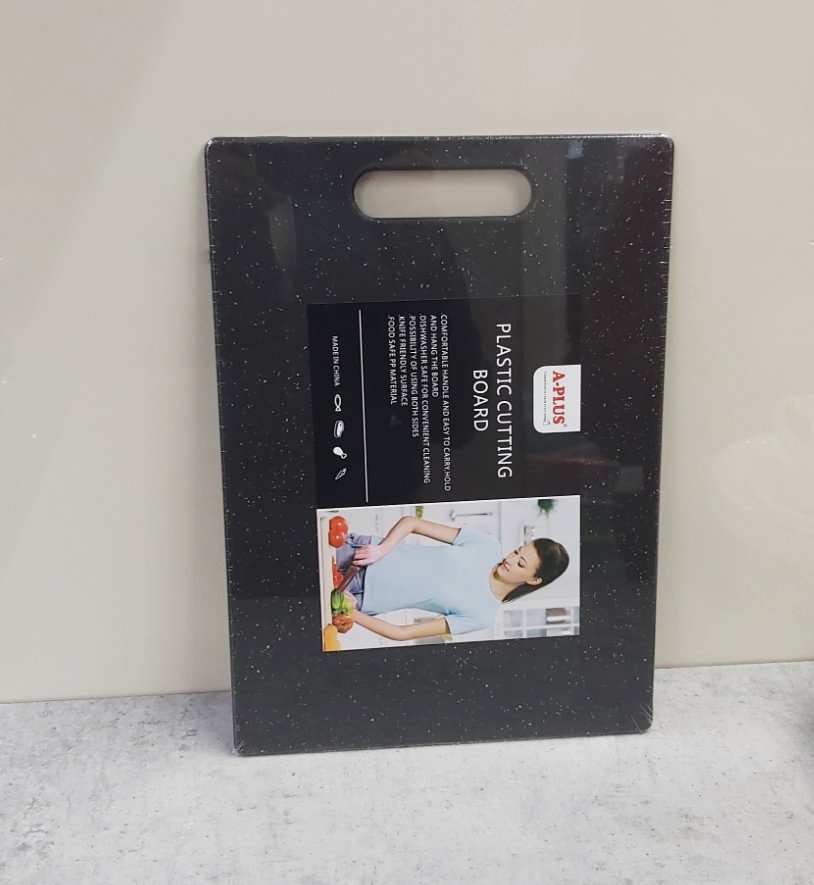 A-PLUS®
PLASTIC CUTTING
BOARD
COMFORTABLE HANDLE AND EASY TO CARRY,HOLD
AND HANG THE BOARD
.DISHWASHER SAFE FOR CONVENIENT CLEANING
POSSIBILITY OF USING BOTH SIDES
.KNIFE FRIENDLY SURFACE
.FOOD SAFE PP MATERIAL
MADE IN CHINA